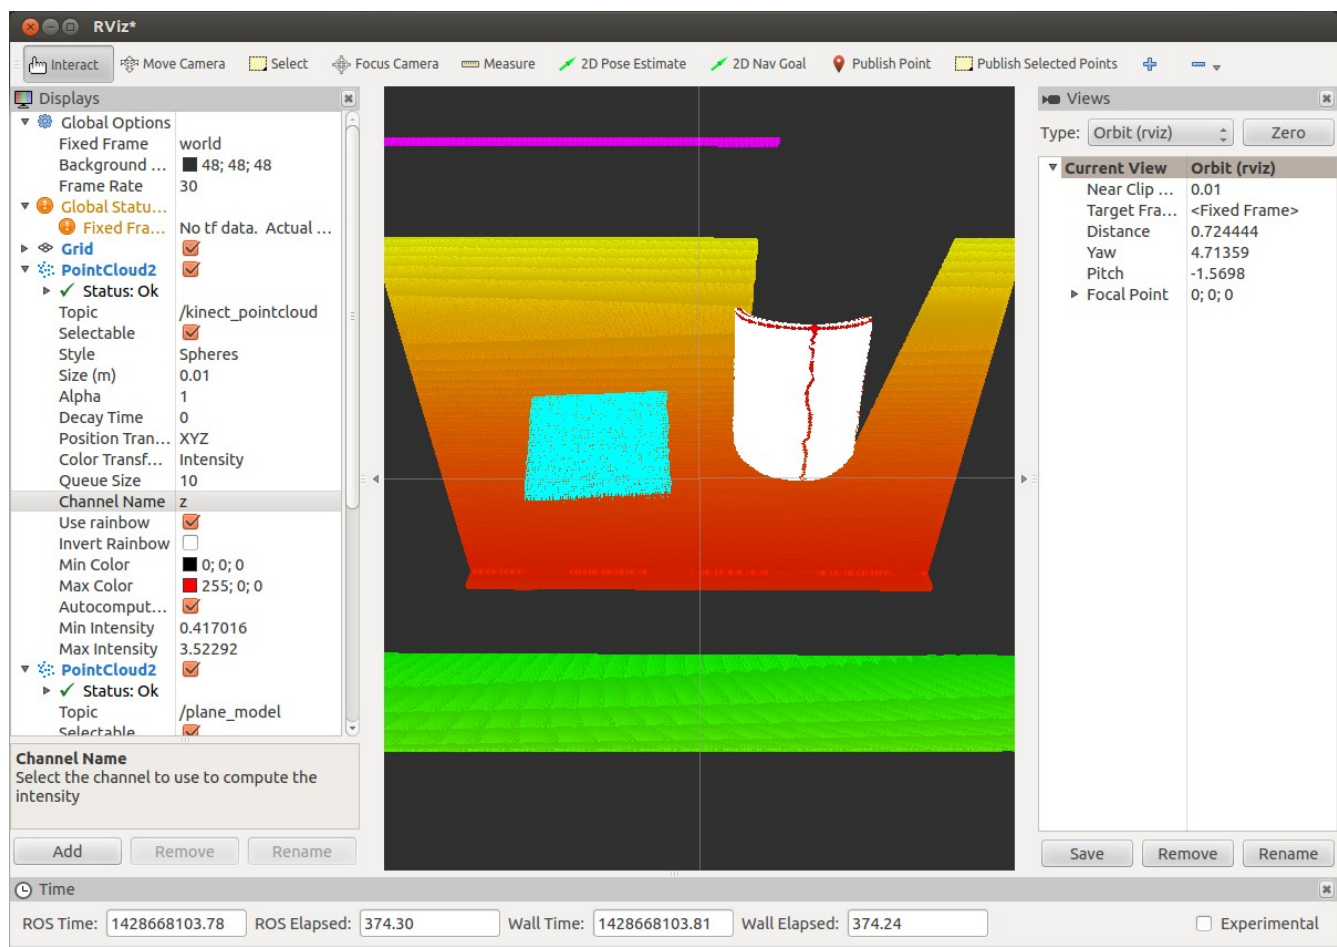 RViz*
Interact Move Camera Select Focus Camera Measure 2D Pose Estimate 2D Nav Goal Publish Point Publish Selected Points
Displays
Global Options
Fixed Frame world
Background ... 48; 48; 48
Frame Rate 30
Global Statu...
Fixed Fra... No tf data. Actual ...
Grid
PointCloud2
Status: Ok
Topic /kinect_pointcloud
Selectable
Style Spheres
Size (m) 0.01
Alpha 1
Decay Time 0
Position Tran... XYZ
Color Transf... Intensity
Queue Size 10
Channel Name z
Use rainbow
Invert Rainbow
Min Color 0; 0; 0
Max Color 255; 0; 0
Autocomput...
Min Intensity 0.417016
Max Intensity 3.52292
PointCloud2
Status: Ok
Topic /plane_model
Selectable
Channel Name
Select the channel to use to compute the
intensity
Add Remove Rename
Views
Type: Orbit (rviz) Zero
Current View Orbit (rviz)
Near Clip ... 0.01
Target Fra... <Fixed Frame>
Distance 0.724444
Yaw 4.71359
Pitch -1.5698
Focal Point 0; 0; 0
Save Remove Rename
Time
ROS Time: 1428668103.78 ROS Elapsed: 374.30 Wall Time: 1428668103.81 Wall Elapsed: 374.24 Experimental